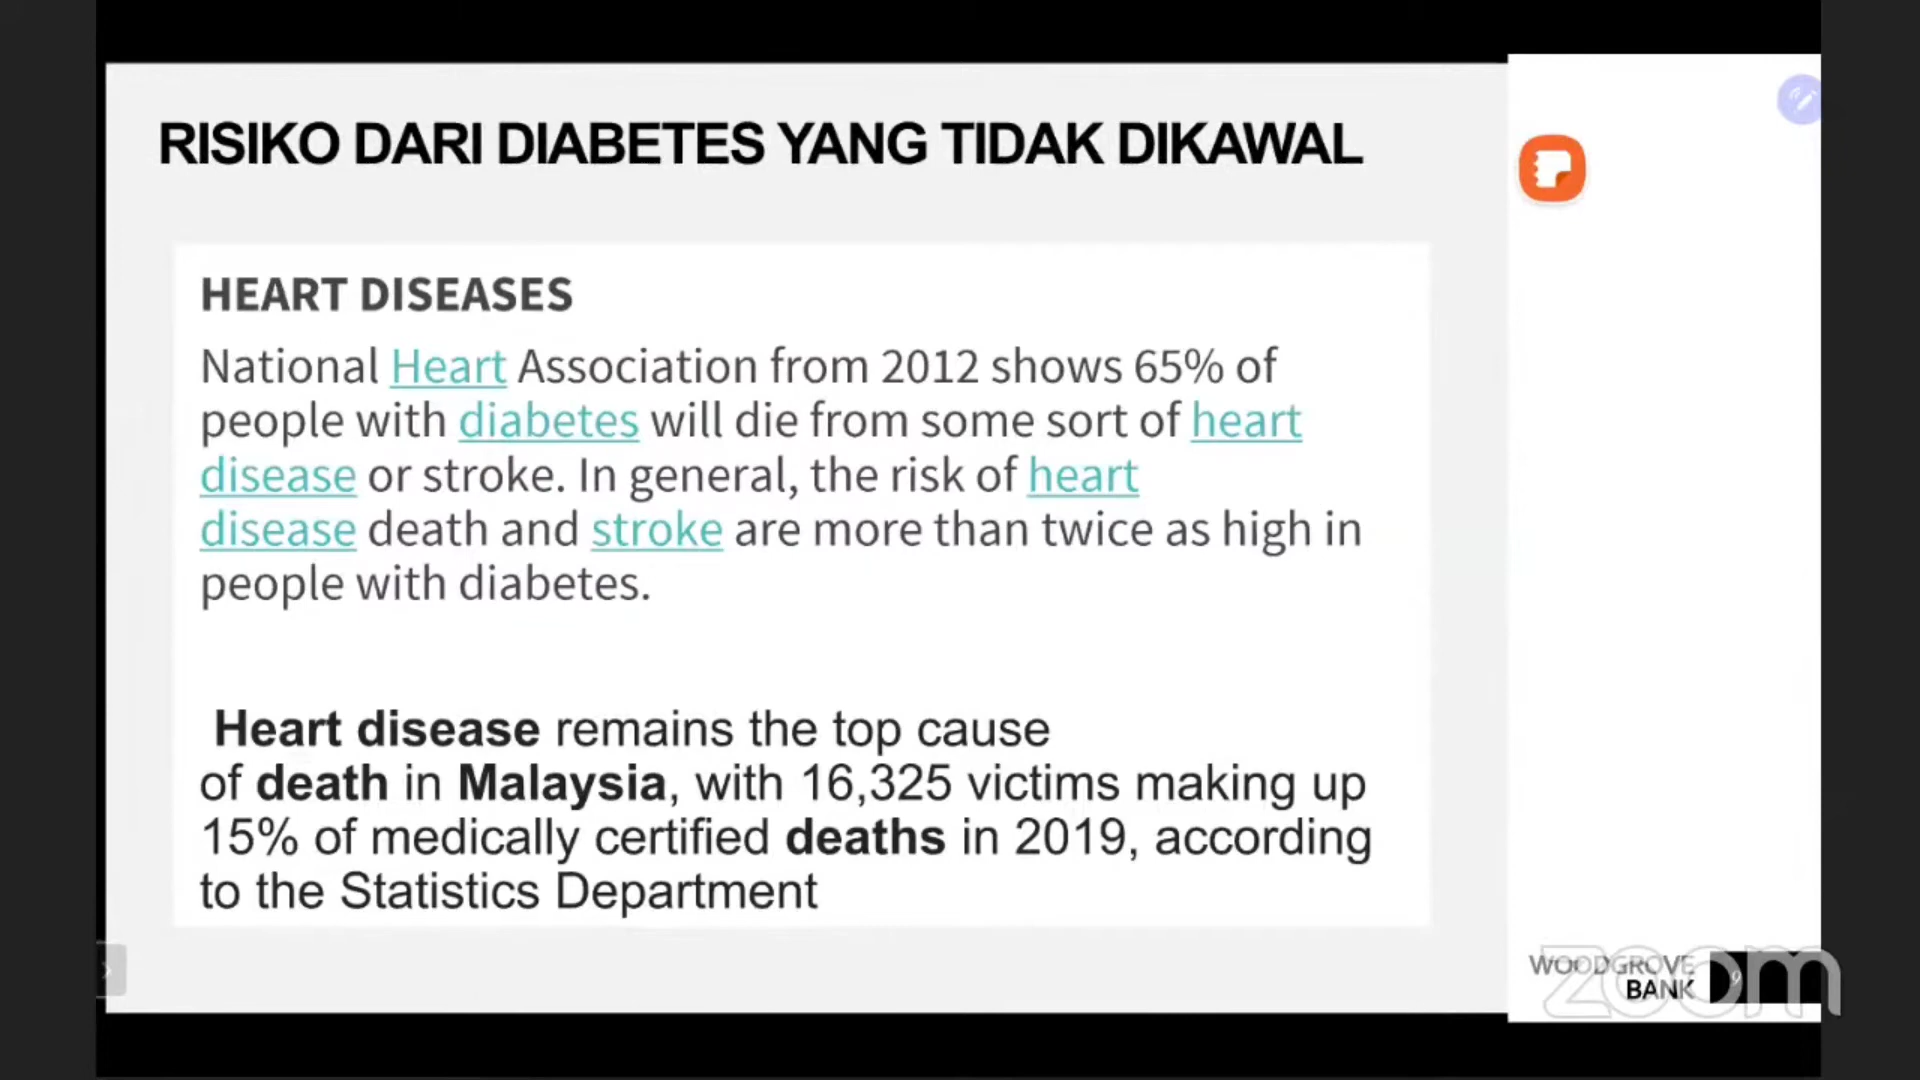 RISIKO DARI DIABETES YANG TIDAK DIKAWAL
HEART DISEASES
National Heart Association from 2012 shows 65% of
people with diabetes will die from some sort of heart
disease or stroke. In general, the risk of heart
disease death and stroke are more than twice as high in
people with diabetes.
Heart disease remains the top cause
of death in Malaysia, with 16,325 victims making up
15% of medically certified deaths in 2019, according
to the Statistics Department
WOODGROVE
BANK
9
zoom